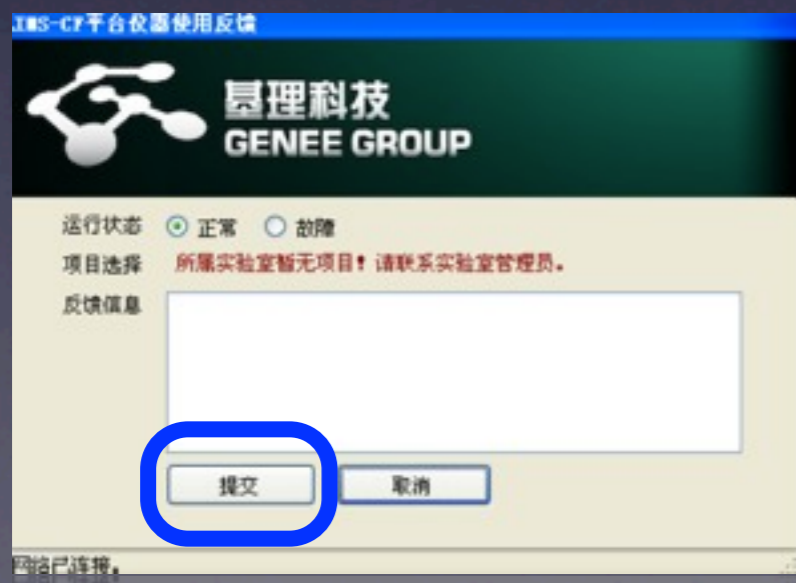 LIMS-CF平台仪器使用反馈
基理科技
GENEE GROUP
运行状态 正常 故障
项目选择 所属实验室暂无项目！请联系实验室管理员。
反馈信息
提交 取消
网络已连接。